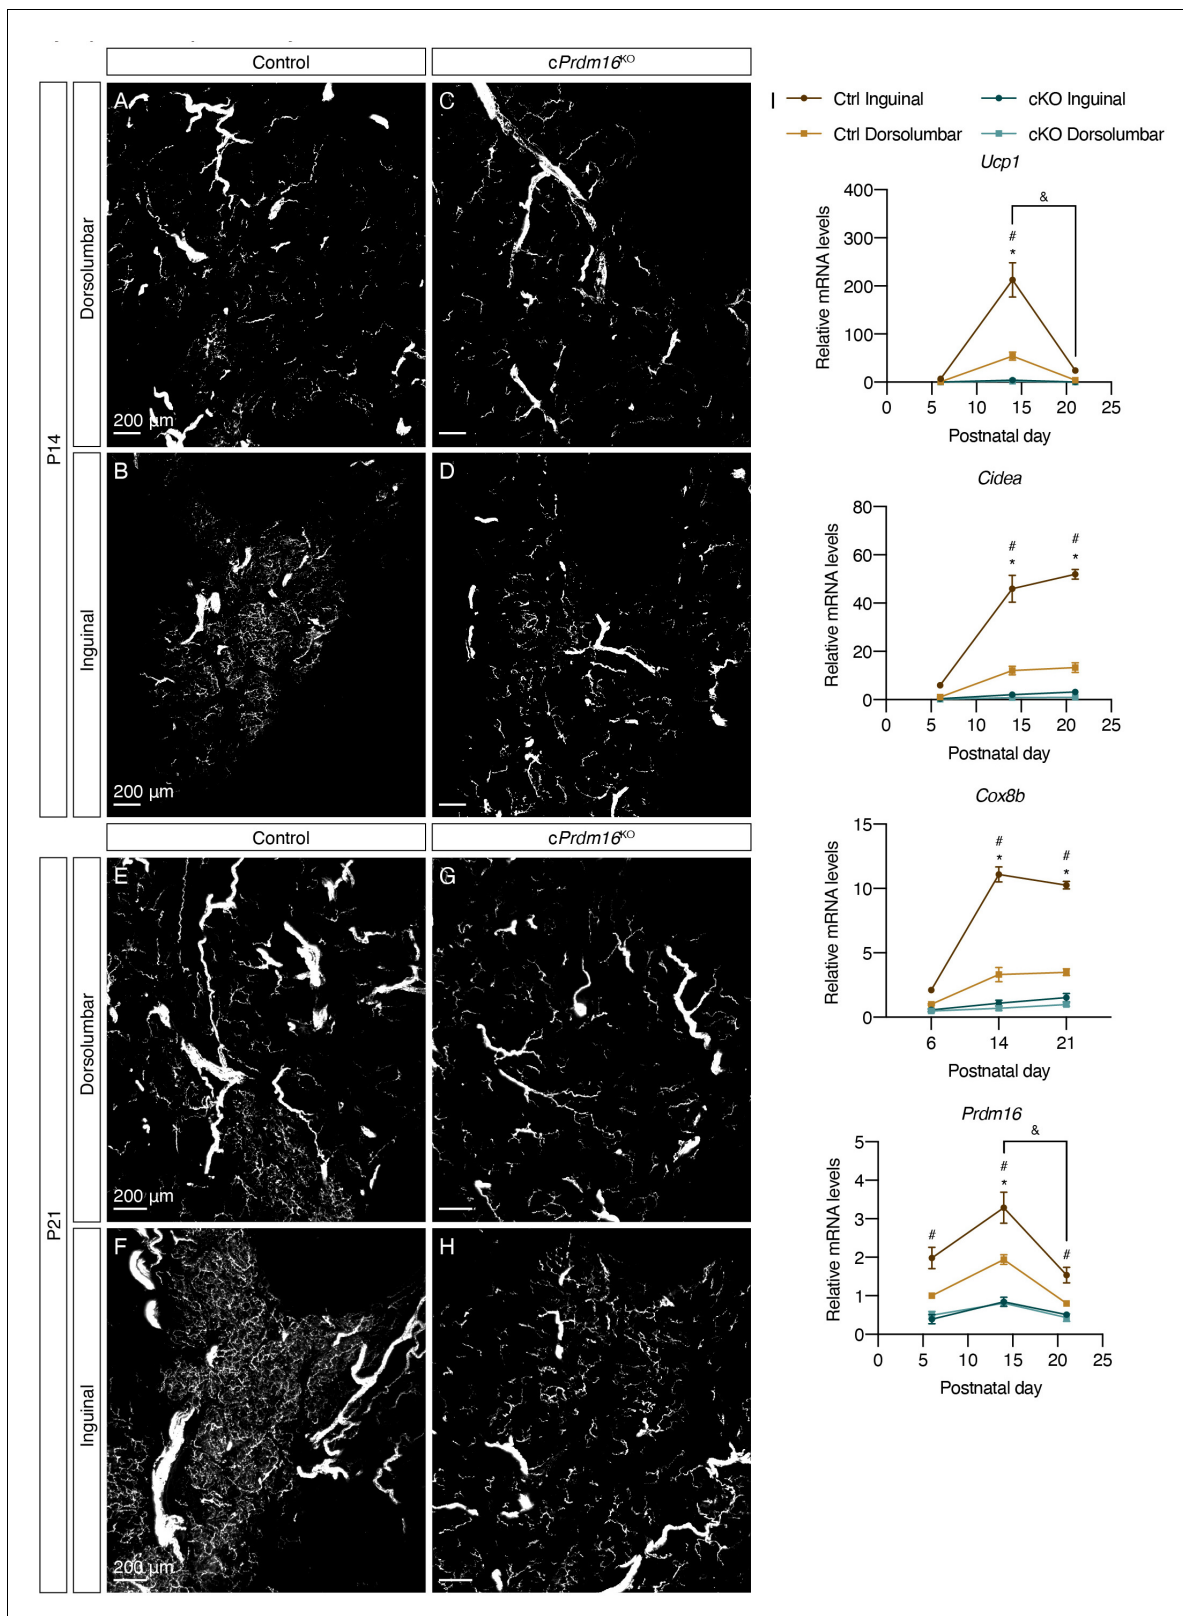 Control
cPrdm16KO
P14
Dorsolumbar
A
200 µm
C
Inguinal
B
200 µm
D
Control
cPrdm16KO
P21
Dorsolumbar
E
200 µm
G
Inguinal
F
200 µm
H
I
Ctrl Inguinal
cKO Inguinal
Ctrl Dorsolumbar
cKO Dorsolumbar
Ucp1
Relative mRNA levels
400
300
200
100
0
&
#
*
0 5 10 15 20 25
Postnatal day
Cidea
Relative mRNA levels
80
60
40
20
0
# #
* *
0 5 10 15 20 25
Postnatal day
Cox8b
Relative mRNA levels
15
10
5
0
# #
* *
6 14 21
Postnatal day
Prdm16
Relative mRNA levels
5
4
3
2
1
0
&
# # #
*
0 5 10 15 20 25
Postnatal day